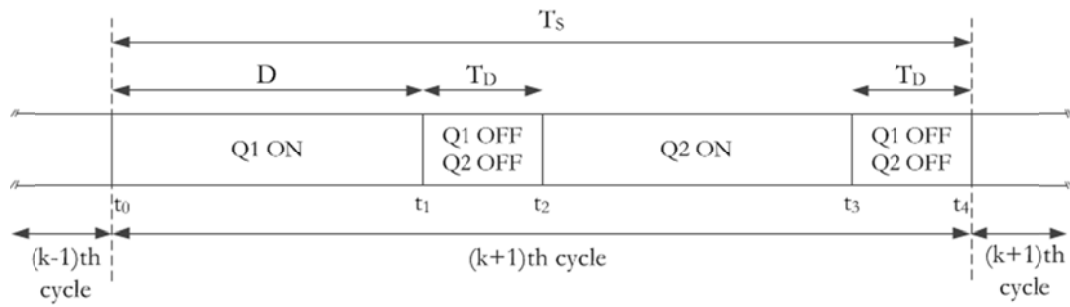 Ts
D
TD
TD
Q1 ON
Q1 OFF
Q2 OFF
Q2 ON
Q1 OFF
Q2 OFF
t0
t1
t2
t3
t4
(k-1)th
cycle
(k+1)th cycle
(k+1)th
cycle